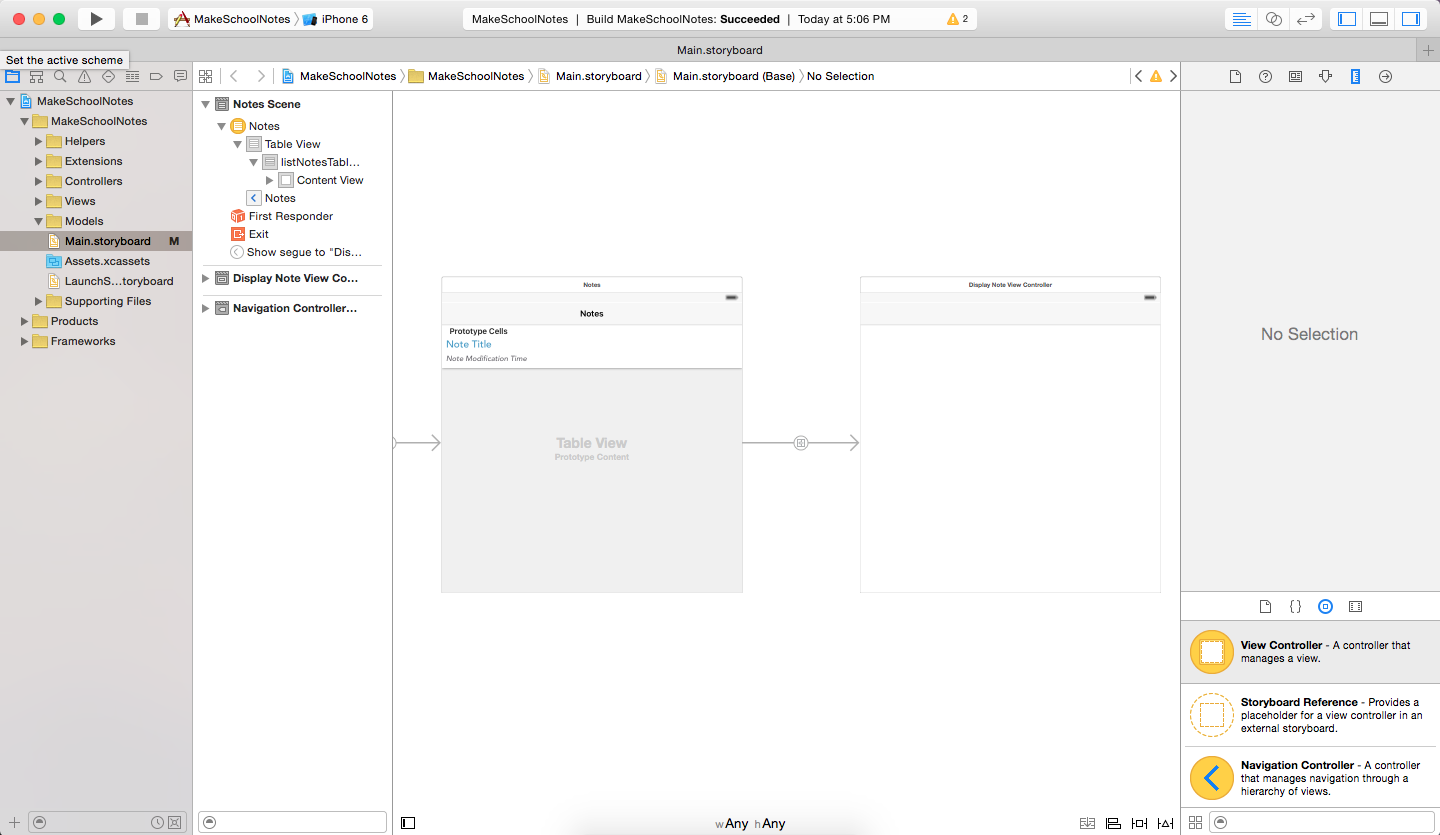 MakeSchoolNotes
iPhone 6
MakeSchoolNotes | Build MakeSchoolNotes: Succeeded | Today at 5:06 PM
2
Main.storyboard
Set the active scheme
MakeSchoolNotes
MakeSchoolNotes
Main.storyboard
Main.storyboard (Base)
No Selection
MakeSchoolNotes
MakeSchoolNotes
Helpers
Extensions
Controllers
Views
Models
Main.storyboard M
Assets.xcassets
LaunchS...toryboard
Supporting Files
Products
Frameworks
Notes Scene
Notes
Table View
listNotesTabl...
Content View
Notes
First Responder
Exit
Show segue to "Dis...
Display Note View Co...
Navigation Controller...
Notes
Notes
Prototype Cells
Note Title
Note Modification Time
Table View
Prototype Content
Display Note View Controller
wAny hAny
No Selection
View Controller - A controller that
manages a view.
Storyboard Reference - Provides a
placeholder for a view controller in an
external storyboard.
Navigation Controller - A controller
that manages navigation through a
hierarchy of views.